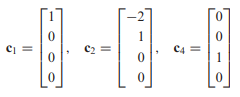 c₁ = [1 0 0 0], c₂ = [-2 1 0 0], c₄ = [0 0 1 0]